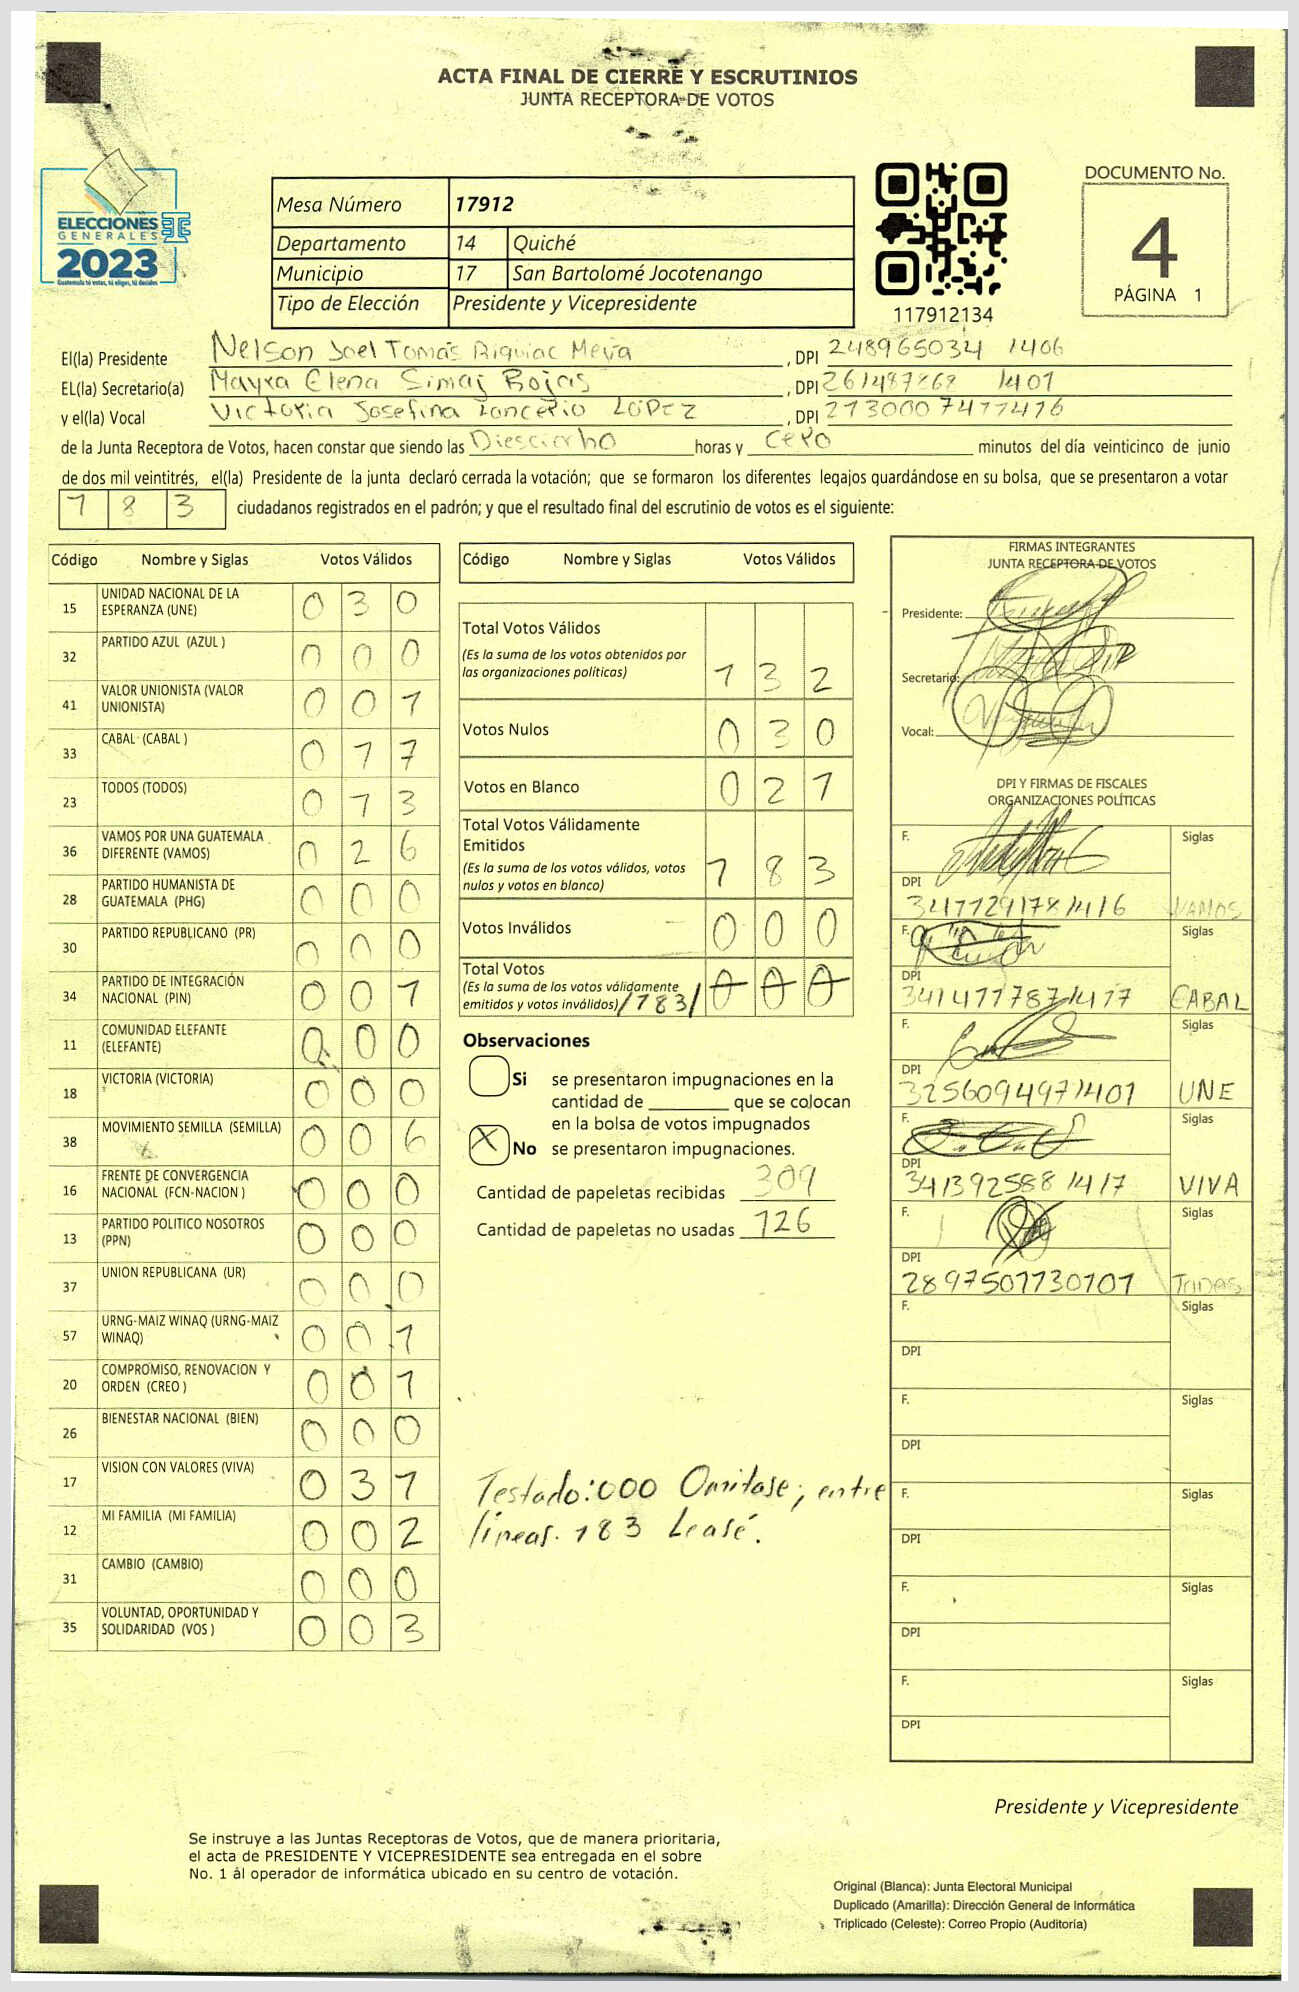 ACTA FINAL DE CIERRE Y ESCRUTINIOS
JUNTA RECEPTORA DE VOTOS
ELECCIONES
GENERALES
2023
Guatemala tú votas, tú eliges, tú decides
Mesa Número 17912
Departamento 14 Quiché
Municipio 17 San Bartolomé Jocotenango
Tipo de Elección Presidente y Vicepresidente
117912134
DOCUMENTO No.
4
PÁGINA 1
El(la) Presidente Nelson Joel Tomás Riquiac Mejía , DPI 248965034 1406
EL(la) Secretario(a) Mayra Elena Simaj Rojas , DPI 261487268 1401
y el(la) Vocal Victoria Josefina López , DPI
de la Junta Receptora de Votos, hacen constar que siendo las Diesciocho horas y cero minutos del día veinticinco de junio
de dos mil veintitrés, el(la) Presidente de la junta declaró cerrada la votación; que se formaron los diferentes legajos guardándose en su bolsa, que se presentaron a votar
183 ciudadanos registrados en el padrón; y que el resultado final del escrutinio de votos es el siguiente:
Código Nombre y Siglas Votos Válidos
15 UNIDAD NACIONAL DE LA ESPERANZA (UNE) 0 3 0
32 PARTIDO AZUL (AZUL ) 0 0 0
41 VALOR UNIONISTA (VALOR UNIONISTA) 0 0 1
33 CABAL (CABAL ) 0 1 7
23 TODOS (TODOS) 0 1 3
36 VAMOS POR UNA GUATEMALA DIFERENTE (VAMOS) 0 2 6
28 PARTIDO HUMANISTA DE GUATEMALA (PHG) 0 0 0
30 PARTIDO REPUBLICANO (PR) 0 0 0
34 PARTIDO DE INTEGRACIÓN NACIONAL (PIN) 0 0 1
11 COMUNIDAD ELEFANTE (ELEFANTE) 0 0 0
18 VICTORIA (VICTORIA) 0 0 0
38 MOVIMIENTO SEMILLA (SEMILLA) 0 0 6
16 FRENTE DE CONVERGENCIA NACIONAL (FCN-NACION ) 0 0 0
13 PARTIDO POLITICO NOSOTROS (PPN) 0 0 0
37 UNION REPUBLICANA (UR) 0 0 0
57 URNG-MAIZ WINAQ (URNG-MAIZ WINAQ) 0 0 1
20 COMPROMISO, RENOVACION Y ORDEN (CREO ) 0 0 1
26 BIENESTAR NACIONAL (BIEN) 0 0 0
17 VISION CON VALORES (VIVA) 0 3 1
12 MI FAMILIA (MI FAMILIA) 0 0 2
31 CAMBIO (CAMBIO) 0 0 0
35 VOLUNTAD, OPORTUNIDAD Y SOLIDARIDAD (VOS ) 0 0 3
Código Nombre y Siglas Votos Válidos
Total Votos Válidos 1 3 2
(Es la suma de los votos obtenidos por
las organizaciones políticas)
Votos Nulos 0 3 0
Votos en Blanco 0 2 1
Total Votos Válidamente
Emitidos 1 8 3
(Es la suma de los votos válidos, votos
nulos y votos en blanco)
Votos Inválidos 0 0 0
Total Votos
(Es la suma de los votos válidamente
emitidos y votos inválidos) /183/ 0 0 0
Observaciones
Si se presentaron impugnaciones en la
cantidad de ________ que se colocan
en la bolsa de votos impugnados
X No se presentaron impugnaciones.
Cantidad de papeletas recibidas 309
Cantidad de papeletas no usadas 126
Testado: 000 Omitase; entre
líneas. 183 Leasé.
FIRMAS INTEGRANTES
JUNTA RECEPTORA DE VOTOS
Presidente:
Secretario:
Vocal:
DPI Y FIRMAS DE FISCALES
ORGANIZACIONES POLÍTICAS
F. Siglas
DPI 3417729178 1416 VAMOS
F. Siglas
DPI 3414777871417 CABAL
F. Siglas
DPI 3256094971401 UNE
F. Siglas
DPI 341392588 1417 VIVA
F. Siglas
DPI 2897501730101 Todos
F. Siglas
DPI
F. Siglas
DPI
F. Siglas
DPI
F. Siglas
DPI
F. Siglas
DPI
Presidente y Vicepresidente
Se instruye a las Juntas Receptoras de Votos, que de manera prioritaria,
el acta de PRESIDENTE Y VICEPRESIDENTE sea entregada en el sobre
No. 1 al operador de informática ubicado en su centro de votación.
Original (Blanca): Junta Electoral Municipal
Duplicado (Amarilla): Dirección General de Informática
Triplicado (Celeste): Correo Propio (Auditoría)